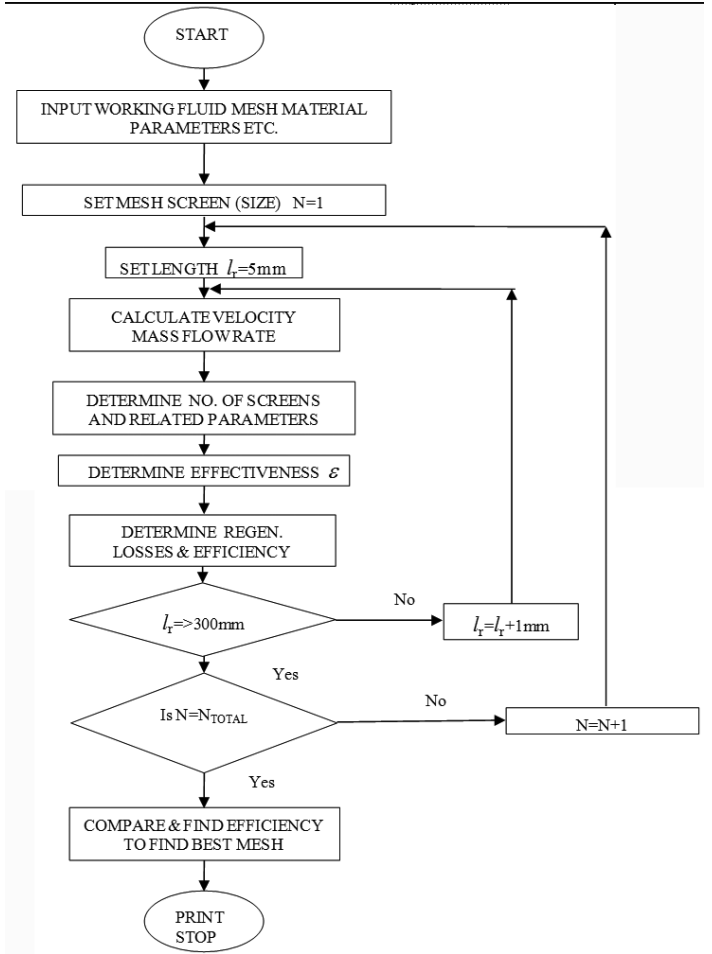 START
INPUT WORKING FLUID MESH MATERIAL
PARAMETERS ETC.
SET MESH SCREEN (SIZE) N=1
SET LENGTH lr=5mm
CALCULATE VELOCITY
MASS FLOW RATE
DETERMINE NO. OF SCREENS
AND RELATED PARAMETERS
DETERMINE EFFECTIVENESS ε
DETERMINE REGEN.
LOSSES & EFFICIENCY
lr=>300mm
No
lr=lr+1mm
Yes
Is N=NTOTAL
No
N=N+1
Yes
COMPARE & FIND EFFICIENCY
TO FIND BEST MESH
PRINT
STOP